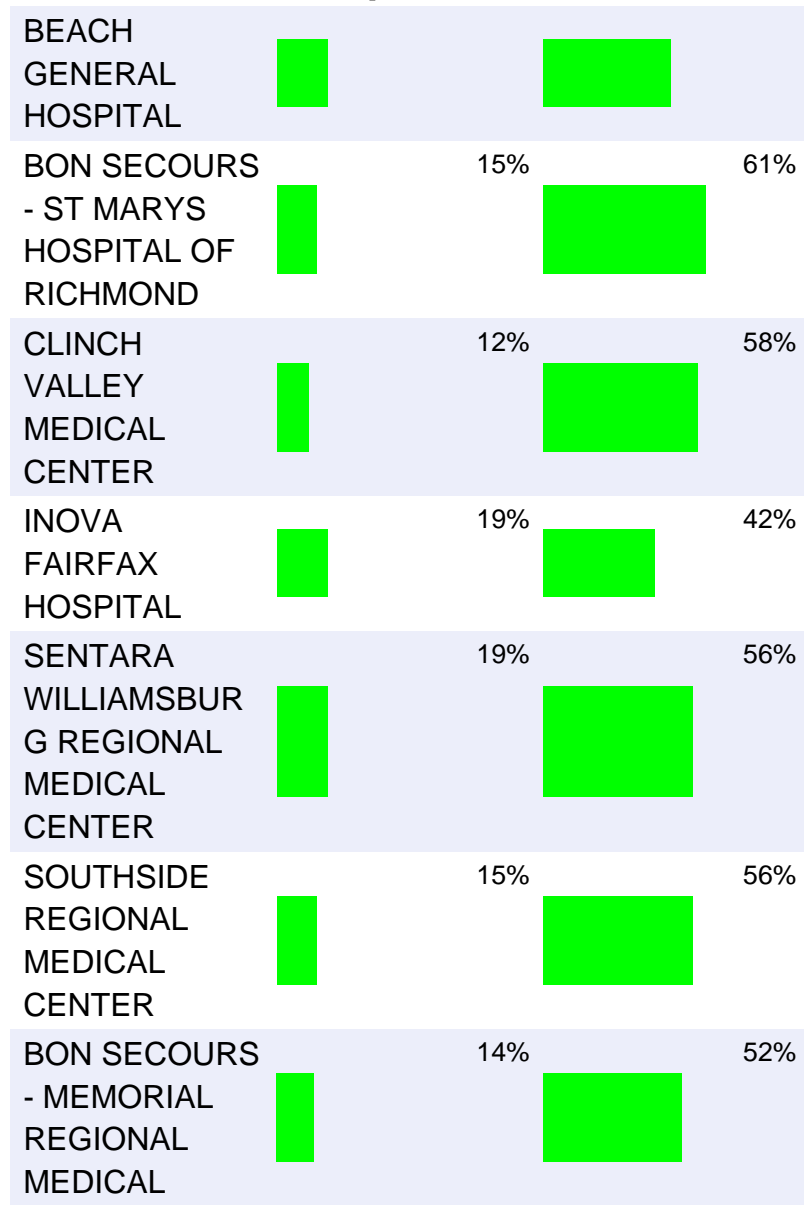 BEACH
GENERAL
HOSPITAL
BON SECOURS 15% 61%
- ST MARYS
HOSPITAL OF
RICHMOND
CLINCH 12% 58%
VALLEY
MEDICAL
CENTER
INOVA 19% 42%
FAIRFAX
HOSPITAL
SENTARA 19% 56%
WILLIAMSBUR
G REGIONAL
MEDICAL
CENTER
SOUTHSIDE 15% 56%
REGIONAL
MEDICAL
CENTER
BON SECOURS 14% 52%
- MEMORIAL
REGIONAL
MEDICAL